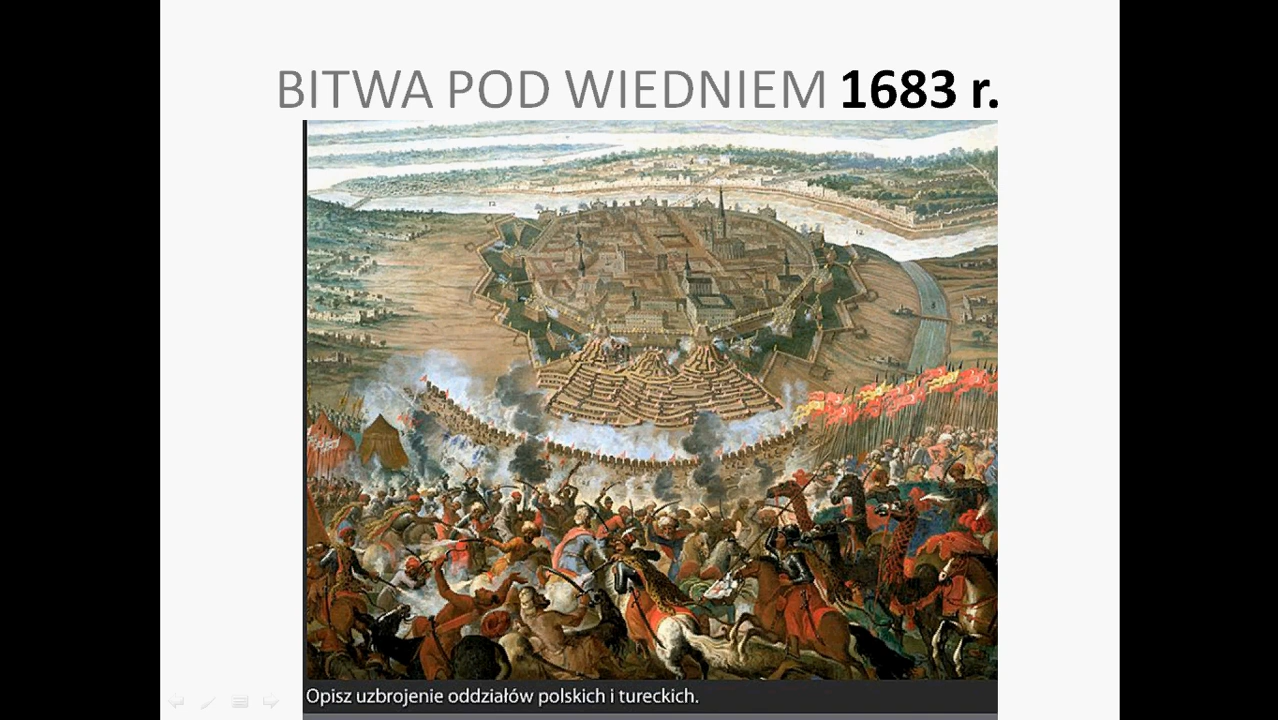 BITWA POD WIEDNIEM 1683 r.
Opisz uzbrojenie oddziałów polskich i tureckich.